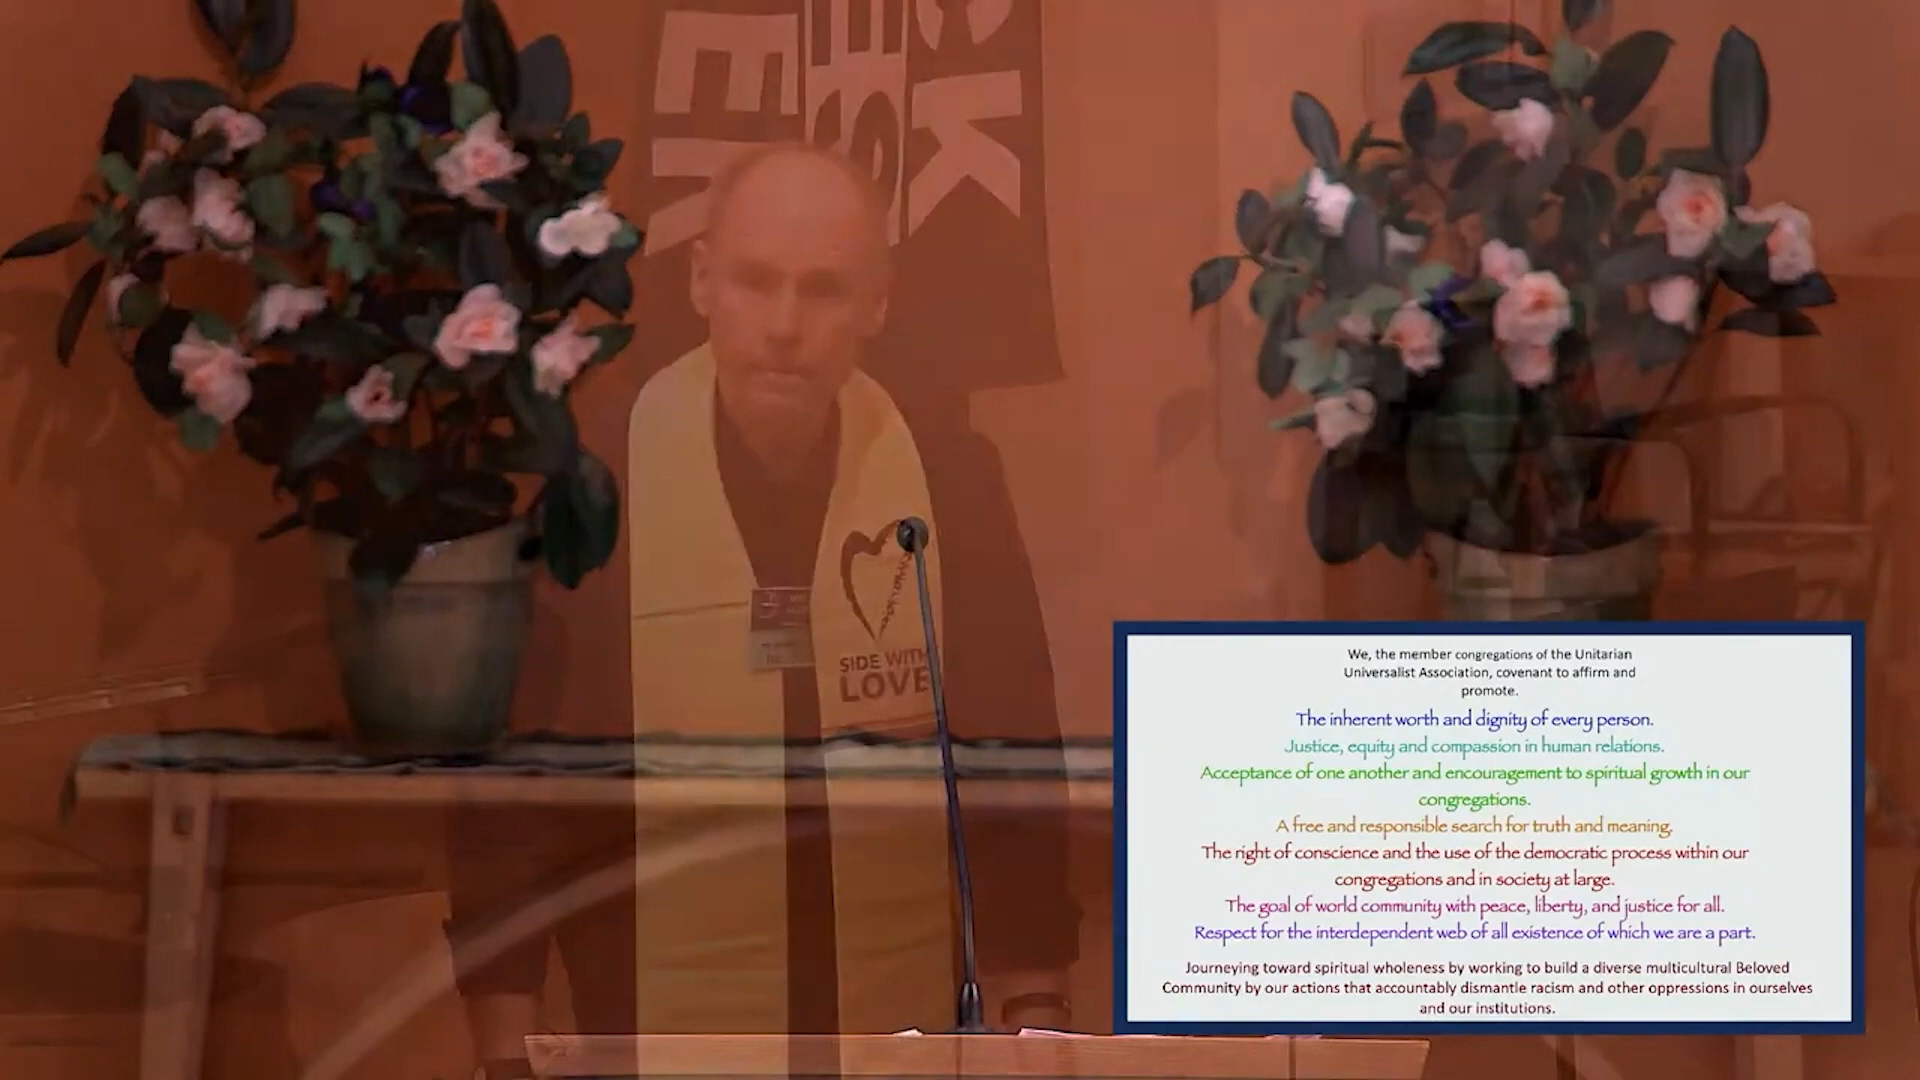 CK
ES
ER
SIDE WITH
LOVE
We, the member congregations of the Unitarian
Universalist Association, covenant to affirm and
promote.
The inherent worth and dignity of every person.
Justice, equity and compassion in human relations.
Acceptance of one another and encouragement to spiritual growth in our
congregations.
A free and responsible search for truth and meaning.
The right of conscience and the use of the democratic process within our
congregations and in society at large.
The goal of world community with peace, liberty, and justice for all.
Respect for the interdependent web of all existence of which we are a part.
Journeying toward spiritual wholeness by working to build a diverse multicultural Beloved
Community by our actions that accountably dismantle racism and other oppressions in ourselves
and our institutions.